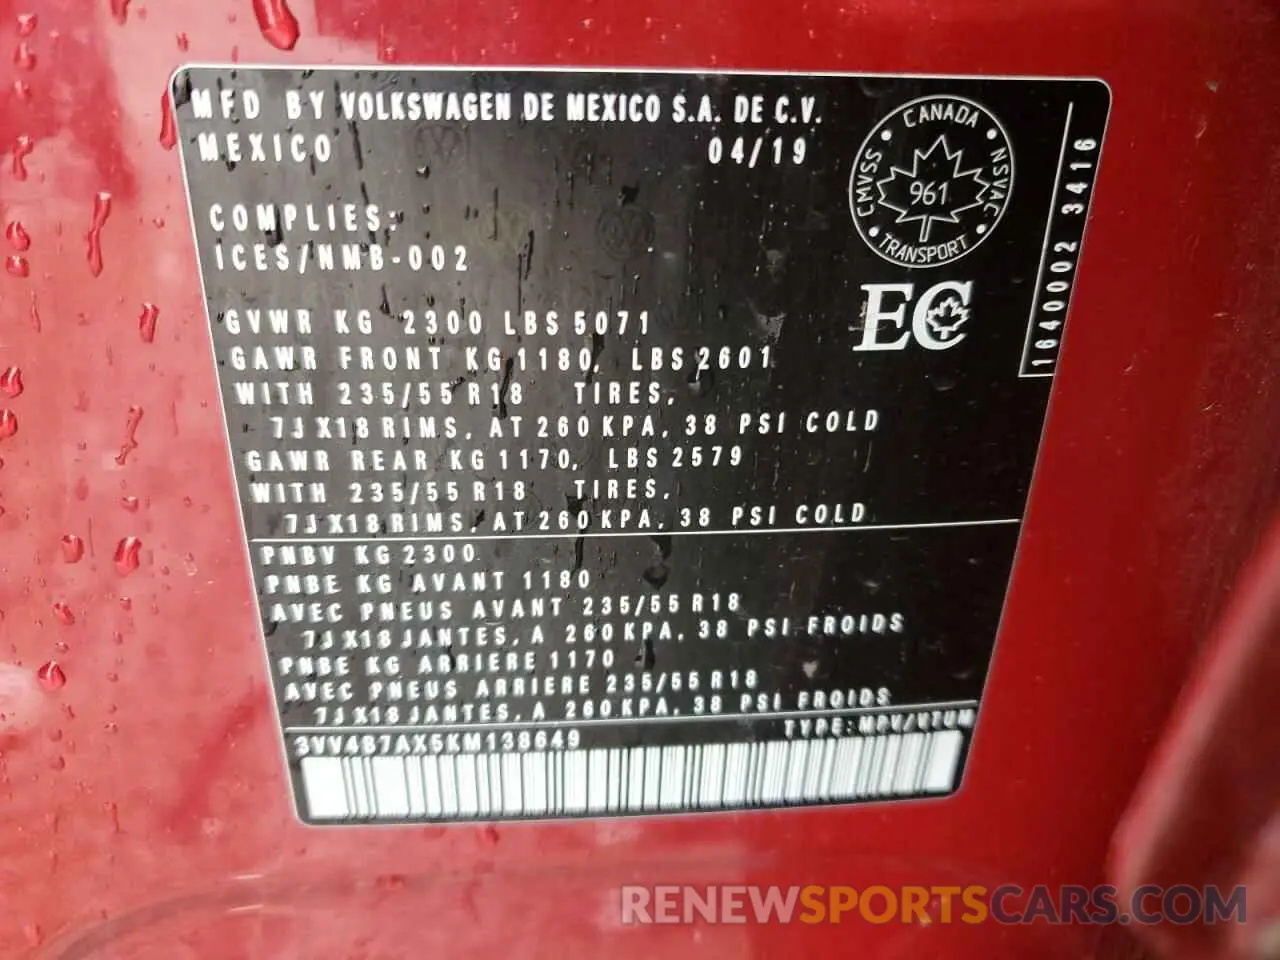 MFD BY VOLKSWAGEN DE MEXICO S.A. DE C.V.
MEXICO 04/19
CANADA
CMVSS
NSVAC
961
TRANSPORT
COMPLIES:
ICES/NMB-002
EC
1640002 3416
GVWR KG 2300 LBS 5071
GAWR FRONT KG 1180, LBS 2601
WITH 235/55 R18 TIRES,
7J X18 RIMS, AT 260 KPA, 38 PSI COLD
GAWR REAR KG 1170, LBS 2579
WITH 235/55 R18 TIRES,
7J X18 RIMS, AT 260 KPA, 38 PSI COLD
PNBV KG 2300
PNBE KG AVANT 1180
AVEC PNEUS AVANT 235/55 R18
7J X18 JANTES, A 260 KPA, 38 PSI FROIDS
PNBE KG ARRIERE 1170
AVEC PNEUS ARRIERE 235/55 R18
7J X18 JANTES, A 260 KPA, 38 PSI FROIDS
3VV4B7AX5KM138649 TYPE: MPV/VTUM
RENEWSPORTSCARS.COM